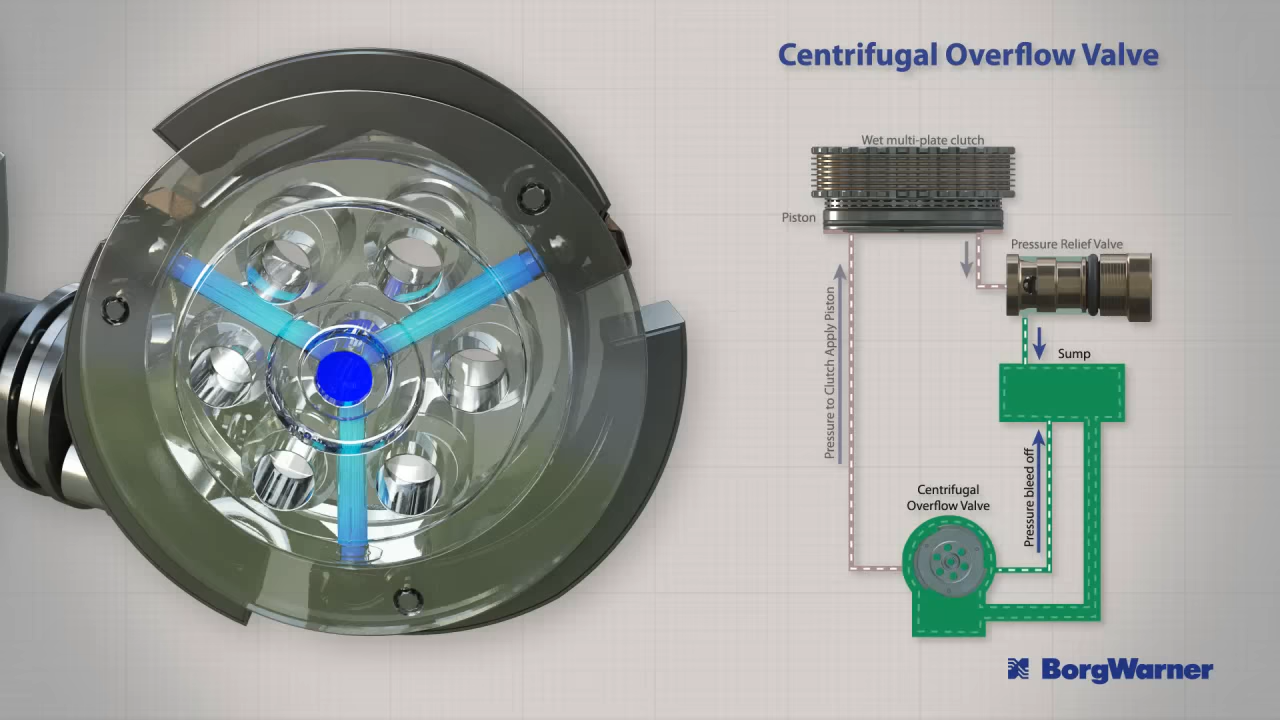 Centrifugal Overflow Valve
Wet multi-plate clutch
Piston
Pressure Relief Valve
Pressure to Clutch Apply Piston
Sump
Pressure bleed off
Centrifugal
Overflow Valve
BorgWarner